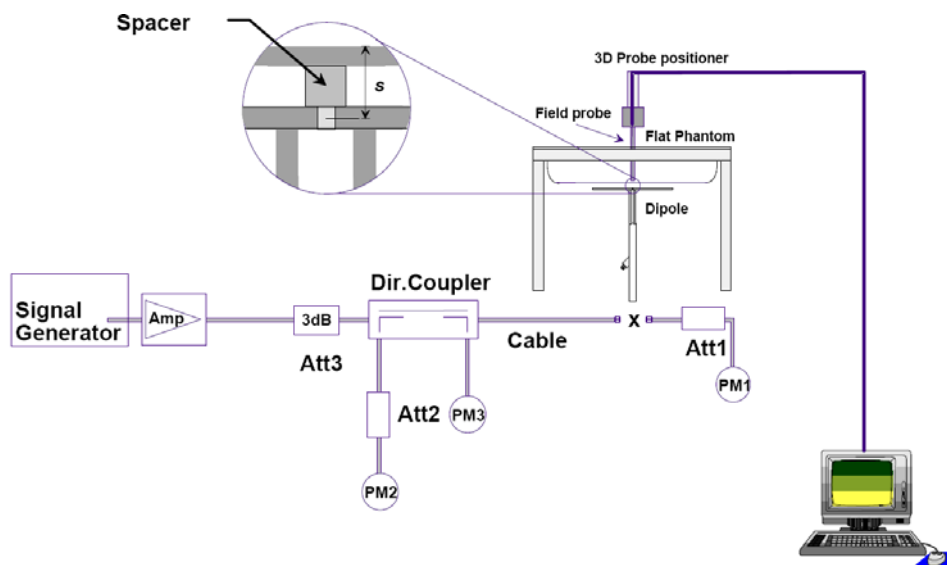 Spacer
s
3D Probe positioner
Field probe
Flat Phantom
Dipole
Signal
Generator
Amp
3dB
Att3
Dir.Coupler
Cable
X
Att1
PM1
Att2
PM3
PM2